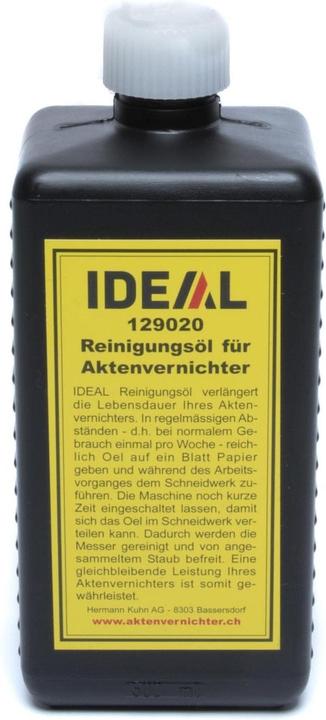 IDEAL
129020
Reinigungsöl für
Aktenvernichter
IDEAL Reinigungsöl verlängert
die Lebensdauer Ihres Akten-
vernichters. In regelmässigen Ab-
ständen - d.h. bei normalem Ge-
brauch einmal pro Woche - reich-
lich Oel auf ein Blatt Papier
geben und während des Arbeits-
vorganges dem Schneidwerk zu-
führen. Die Maschine noch kurze
Zeit eingeschaltet lassen, damit
sich das Oel im Schneidwerk ver-
teilen kann. Dadurch werden die
Messer gereinigt und von ange-
sammeltem Staub befreit. Eine
gleichbleibende Leistung Ihres
Aktenvernichters ist somit ge-
währleistet.
Hermann Kuhn AG - 8303 Bassersdorf
www.aktenvernichter.ch
500 ml